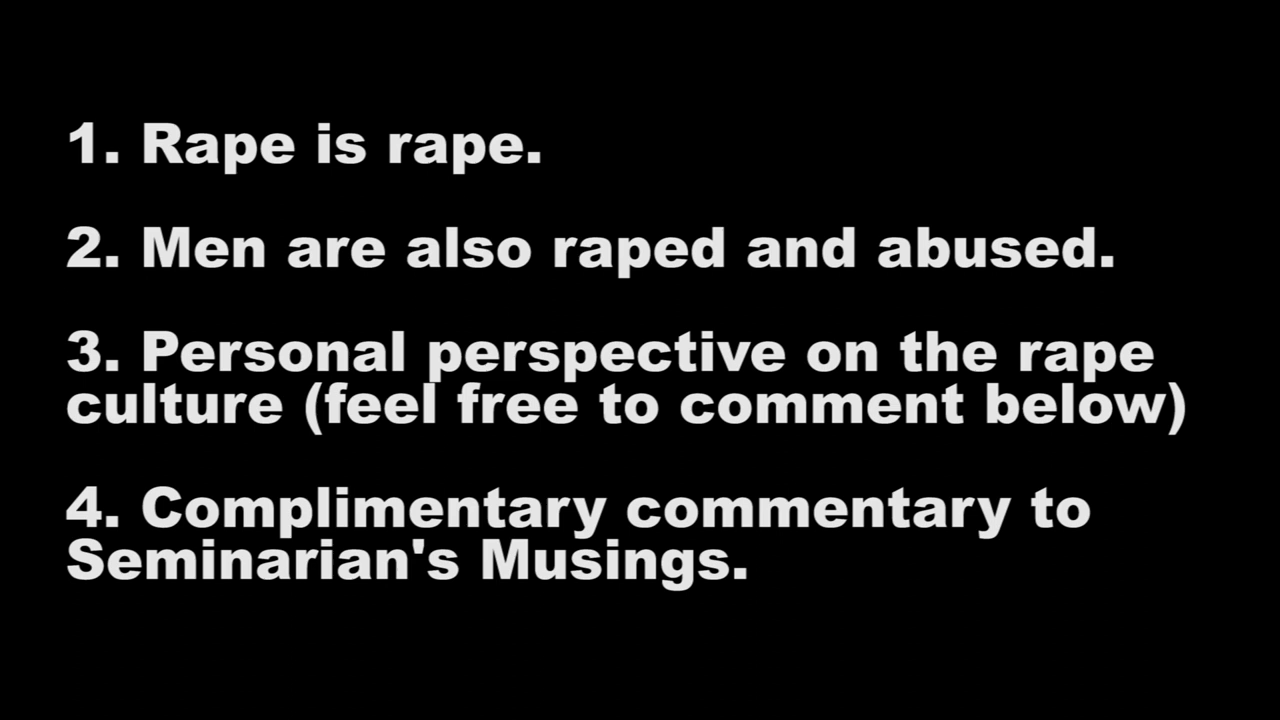 1. Rape is rape.
2. Men are also raped and abused.
3. Personal perspective on the rape
culture (feel free to comment below)
4. Complimentary commentary to
Seminarian's Musings.